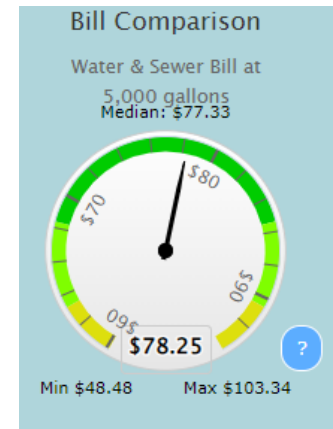 Bill Comparison
Water & Sewer Bill at
5,000 gallons
Median: $77.33
$80
$70
$90
$60
$78.25
?
Min $48.48 Max $103.34